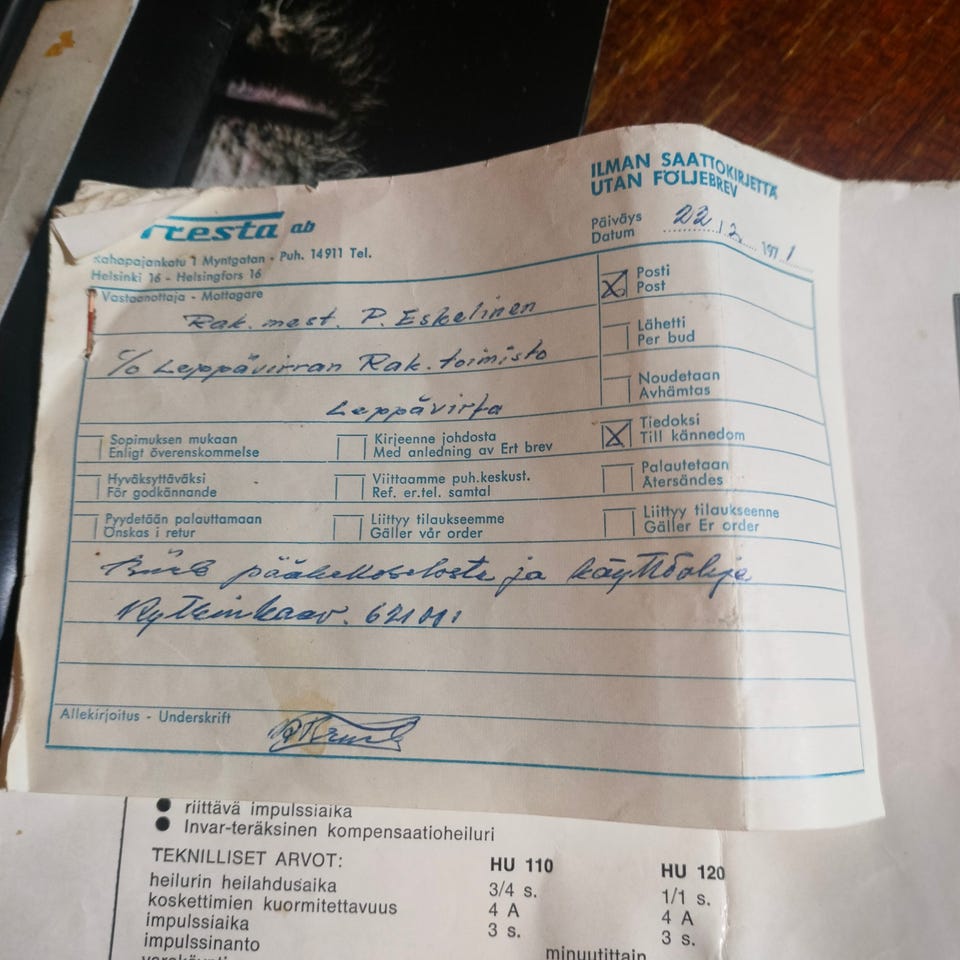 ab
ILMAN SAATTOKIRJETTÄ
UTAN FÖLJEBREV
Rahapajankatu 1 Myntgatan - Puh. 14911 Tel.
Helsinki 16 - Helsingfors 16
Päiväys
Datum 22.2.1971
Vastaanottaja - Mottagare
Rak.mest. P. Eskelinen
c/o Leppävirran Rak.toimisto
Leppävirta
Posti
Post
Lähetti
Per bud
Noudetaan
Avhämtas
Sopimuksen mukaan
Enligt överenskommelse
Kirjeenne johdosta
Med anledning av Ert brev
Tiedoksi
Till kännedom
Hyväksyttäväksi
För godkännande
Viittaamme puh.keskust.
Ref. er.tel. samtal
Palautetaan
Återsändes
Pyydetään palauttamaan
Önskas i retur
Liittyy tilaukseemme
Gäller vår order
Liittyy tilaukseenne
Gäller Er order
ja käyttöohje
Kytkinkaav.
Allekirjoitus - Underskrift
riittävä impulssiaika
Invar-teräksinen kompensaatioheiluri
TEKNILLISET ARVOT: HU 110 HU 120
heilurin heilahdusaika 3/4 s. 1/1 s.
koskettimien kuormitettavuus 4 A 4 A
impulssiaika 3 s. 3 s.
impulssinanto minuutittain